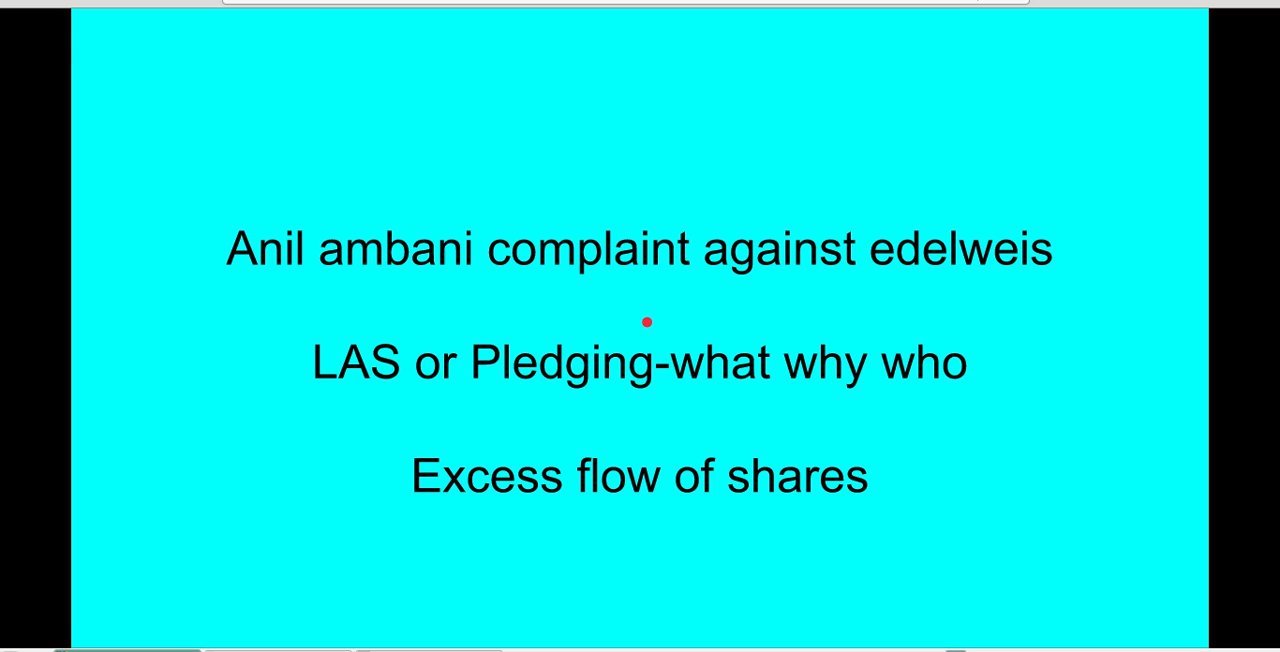 Anil ambani complaint against edelweis
LAS or Pledging-what why who
Excess flow of shares